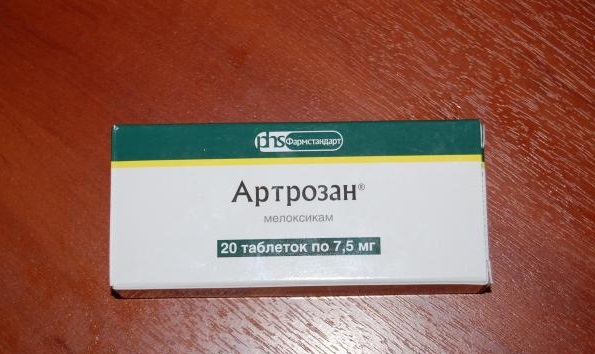 phs Фармстандарт
Артрозан®
мелоксикам
20 таблеток по 7,5 мг